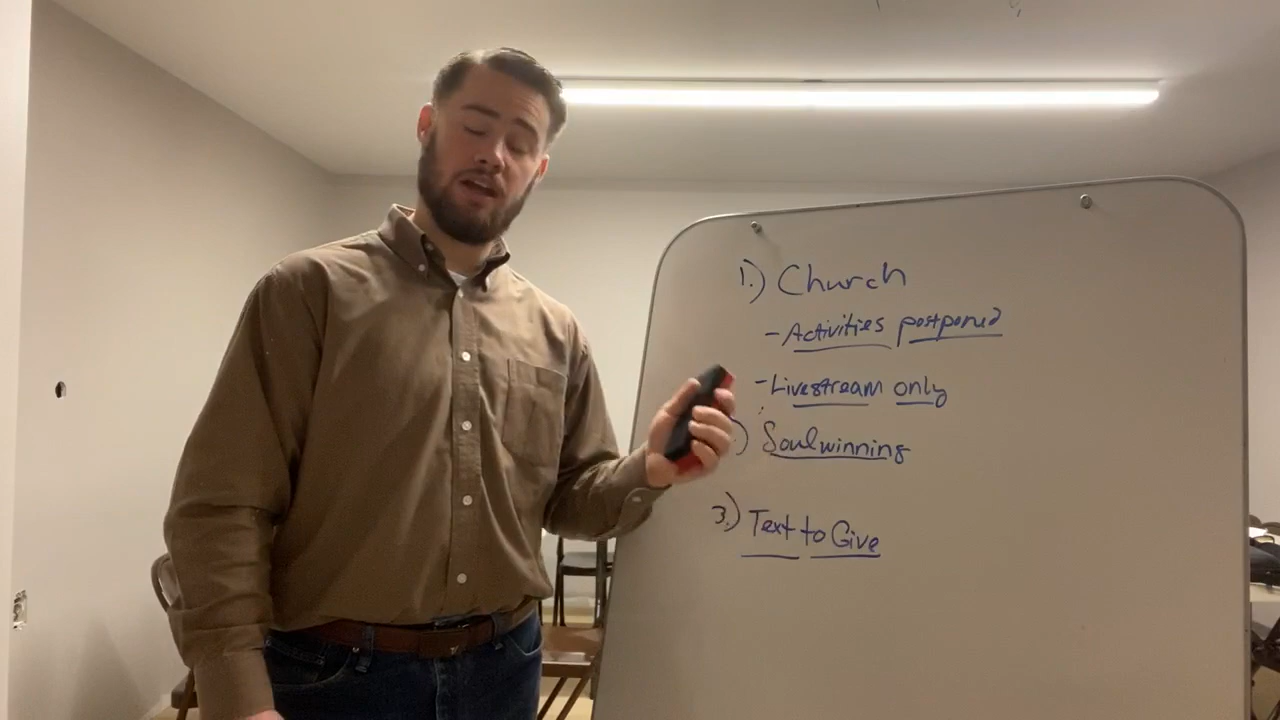 1.) Church
- Activities postponed
- Livestream only
) Soulwinning
3.) Text to Give